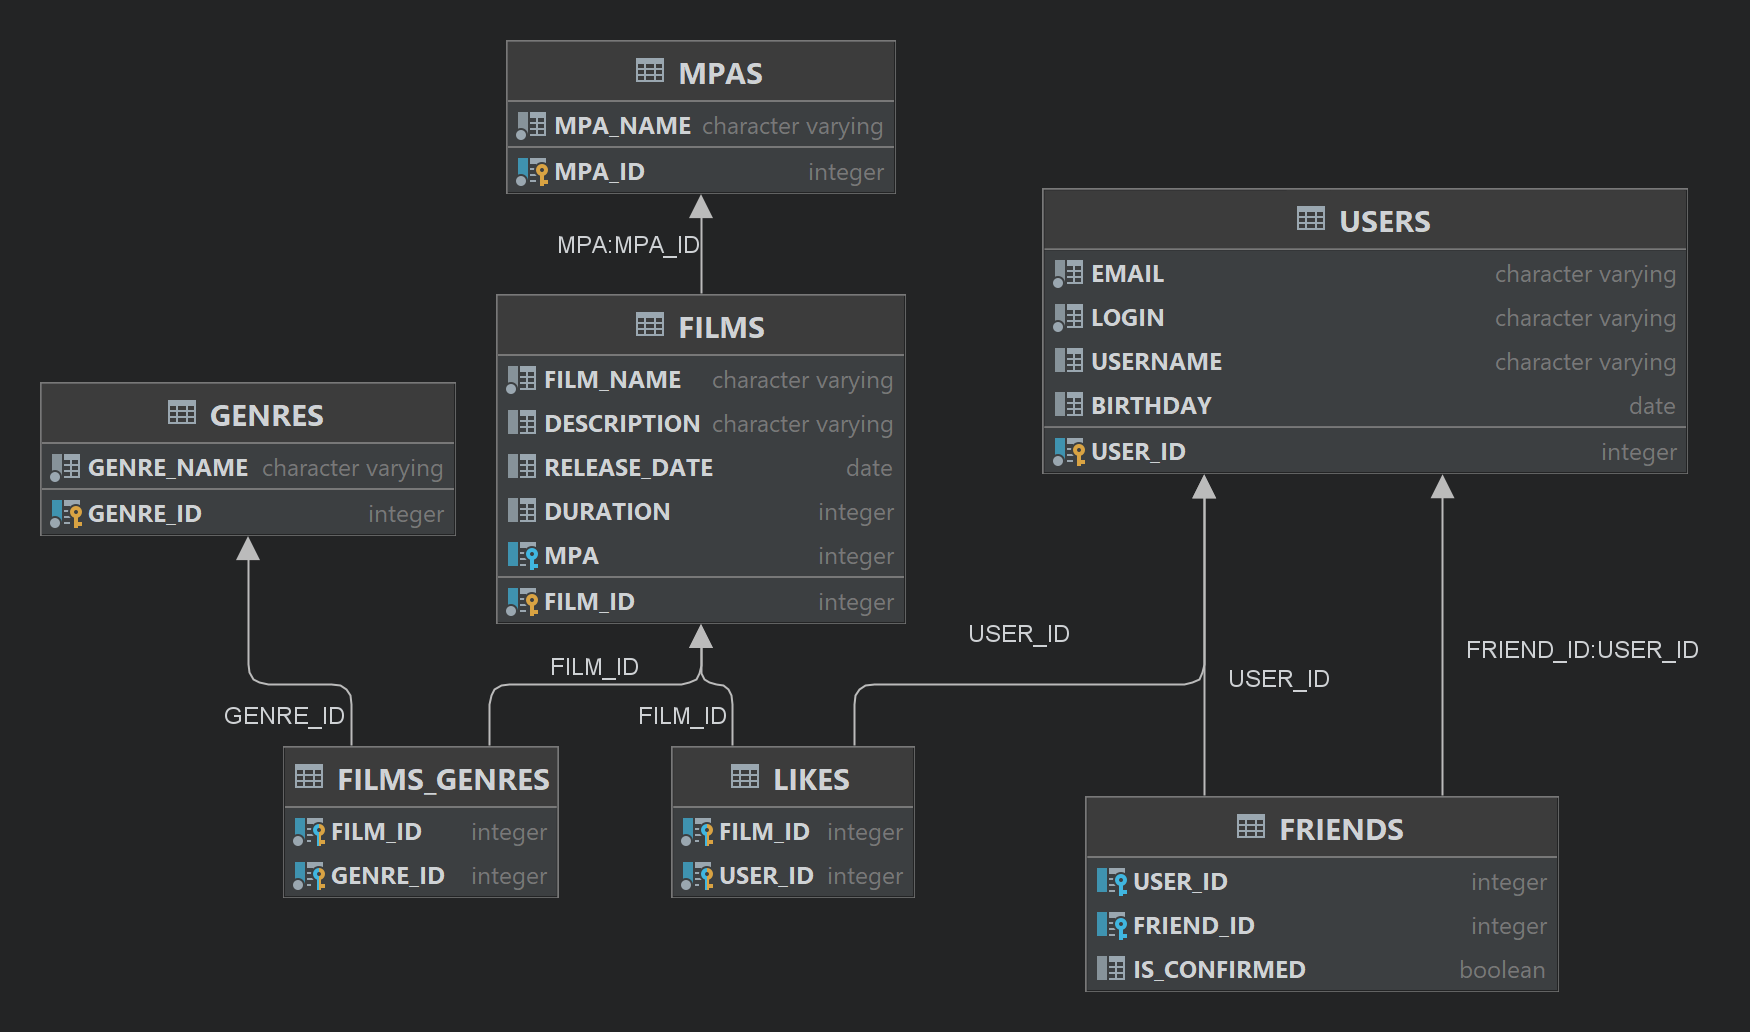 MPAS
MPA_NAME character varying
MPA_ID integer
MPA:MPA_ID
USERS
EMAIL character varying
LOGIN character varying
USERNAME character varying
BIRTHDAY date
USER_ID integer
FILMS
FILM_NAME character varying
DESCRIPTION character varying
RELEASE_DATE date
DURATION integer
MPA integer
FILM_ID integer
GENRES
GENRE_NAME character varying
GENRE_ID integer
USER_ID
FRIEND_ID:USER_ID
FILM_ID
USER_ID
GENRE_ID
FILM_ID
FILMS_GENRES
FILM_ID integer
GENRE_ID integer
LIKES
FILM_ID integer
USER_ID integer
FRIENDS
USER_ID integer
FRIEND_ID integer
IS_CONFIRMED boolean